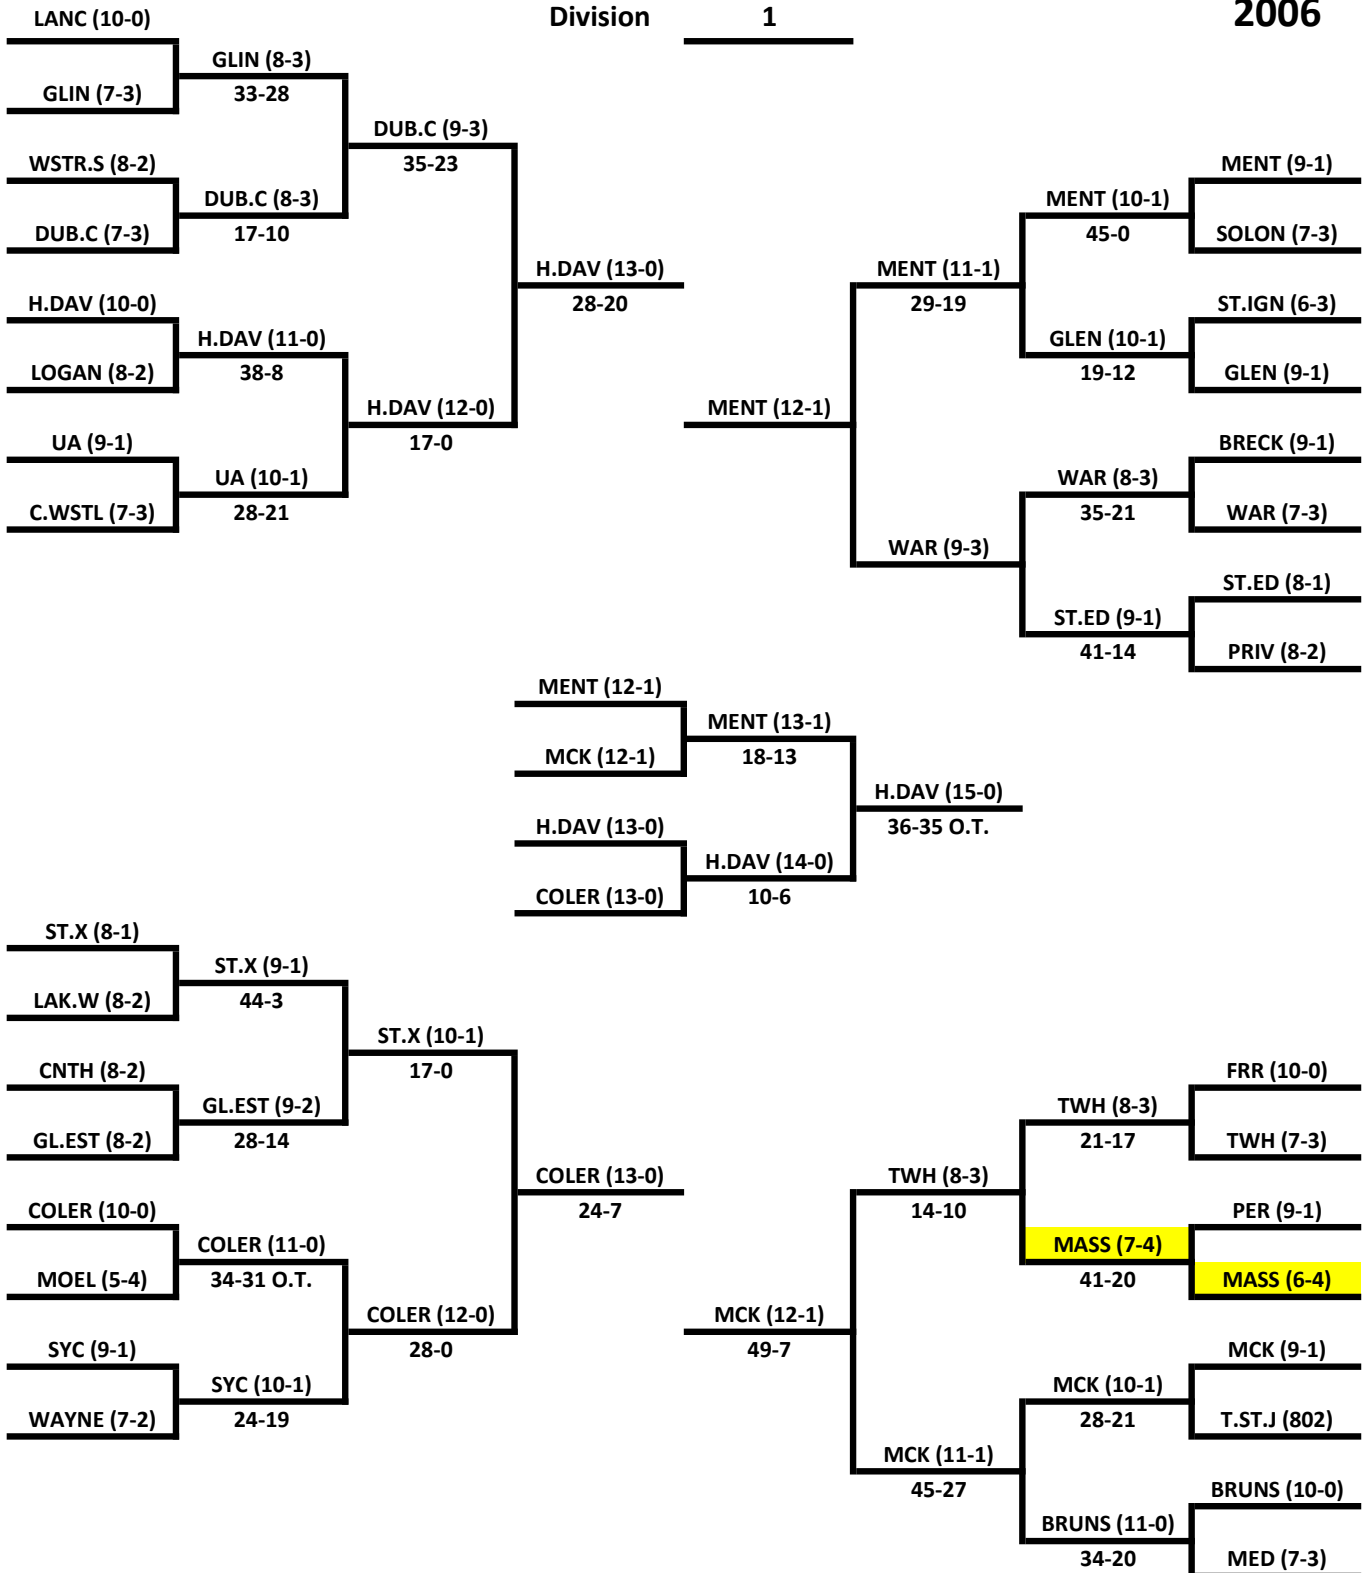 Division 1 2006
LANC (10-0)
GLIN (8-3)
GLIN (7-3)
33-28
DUB.C (9-3)
WSTR.S (8-2)
35-23
DUB.C (8-3)
DUB.C (7-3)
17-10
H.DAV (13-0)
H.DAV (10-0)
28-20
H.DAV (11-0)
LOGAN (8-2)
38-8
H.DAV (12-0)
UA (9-1)
17-0
UA (10-1)
C.WSTL (7-3)
28-21
MENT (9-1)
MENT (10-1)
45-0
SOLON (7-3)
MENT (11-1)
29-19
ST.IGN (6-3)
GLEN (10-1)
19-12
GLEN (9-1)
MENT (12-1)
BRECK (9-1)
WAR (8-3)
35-21
WAR (7-3)
WAR (9-3)
ST.ED (8-1)
ST.ED (9-1)
41-14
PRIV (8-2)
MENT (12-1)
MENT (13-1)
MCK (12-1)
18-13
H.DAV (15-0)
H.DAV (13-0)
36-35 O.T.
H.DAV (14-0)
COLER (13-0)
10-6
ST.X (8-1)
ST.X (9-1)
LAK.W (8-2)
44-3
ST.X (10-1)
CNTH (8-2)
17-0
GL.EST (9-2)
GL.EST (8-2)
28-14
COLER (13-0)
COLER (10-0)
24-7
COLER (11-0)
MOEL (5-4)
34-31 O.T.
COLER (12-0)
SYC (9-1)
28-0
SYC (10-1)
WAYNE (7-2)
24-19
FRR (10-0)
TWH (8-3)
21-17
TWH (7-3)
TWH (8-3)
14-10
PER (9-1)
MASS (7-4)
41-20
MASS (6-4)
MCK (12-1)
49-7
MCK (9-1)
MCK (10-1)
28-21
T.ST.J (802)
MCK (11-1)
45-27
BRUNS (10-0)
BRUNS (11-0)
34-20
MED (7-3)